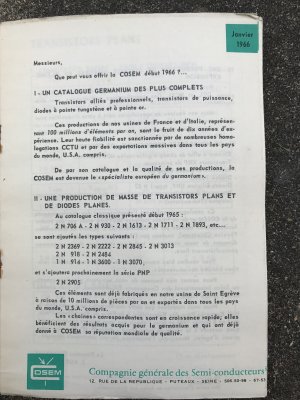 Janvier
1966
Messieurs,
Que peut vous offrir la COSEM début 1966 ?...
I - UN CATALOGUE GERMANIUM DES PLUS COMPLETS
Transistors alliés professionnels, transistors de puissance,
diodes à pointe tungstène et à pointe or.
Ces productions de nos usines de France et d'Italie, représen-
tant 100 millions d'éléments par an, sont le fruit de dix années d'ex-
périence. Leur haute fiabilité est sanctionnée par de nombreuses homo-
logations CCTU et par des exportations massives dans tous les pays
du monde, U.S.A. compris.
De par son catalogue et la qualité de ses productions, la
COSEM est devenue le «spécialiste européen du germanium».
II - UNE PRODUCTION DE MASSE DE TRANSISTORS PLANS ET
DE DIODES PLANES.
Au catalogue classique présenté début 1965 :
2 N 706 A - 2 N 930 - 2 N 1613 - 2 N 1711 - 2 N 1893, etc...
se sont ajoutés les types suivants :
2 N 2369 - 2 N 2222 - 2 N 2845 - 2 N 3013
2 N 918 - 2 N 2484
1 N 914 - 1 N 3600 - 1 N 3070,
et s'ajoutera prochainement la série PNP
2 N 2905
Ces éléments sont déjà fabriqués en notre usine de Saint Egrève
à raison de 10 millions de pièces par an et exportés dans tous les pays
du monde, U.S.A. compris.
Les «chaînes» correspondantes sont en croissance rapide; elles
bénéficient des résultats acquis pour le germanium et qui ont déjà
donné à COSEM sa réputation mondiale de qualité.
COSEM
Compagnie générale des Semi-conducteurs
12, RUE DE LA REPUBLIQUE - PUTEAUX - SEINE -